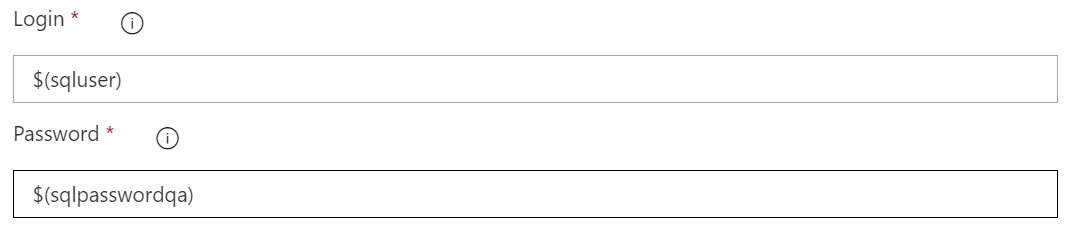 Login *
$(sqluser)
Password *
$(sqlpasswordqa)